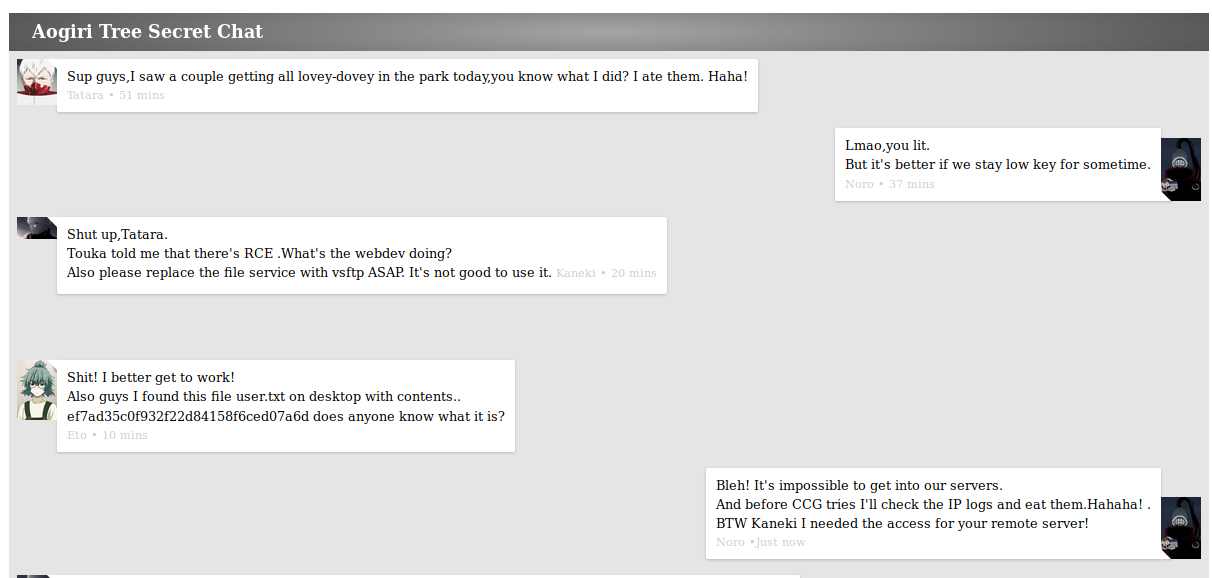 Aogiri Tree Secret Chat
Sup guys,I saw a couple getting all lovey-dovey in the park today,you know what I did? I ate them. Haha!
Tatara • 51 mins
Lmao,you lit.
But it's better if we stay low key for sometime.
Noro • 37 mins
Shut up,Tatara.
Touka told me that there's RCE .What's the webdev doing?
Also please replace the file service with vsftp ASAP. It's not good to use it. Kaneki • 20 mins
Shit! I better get to work!
Also guys I found this file user.txt on desktop with contents..
ef7ad35c0f932f22d84158f6ced07a6d does anyone know what it is?
Eto • 10 mins
Bleh! It's impossible to get into our servers.
And before CCG tries I'll check the IP logs and eat them.Hahaha! .
BTW Kaneki I needed the access for your remote server!
Noro •Just now